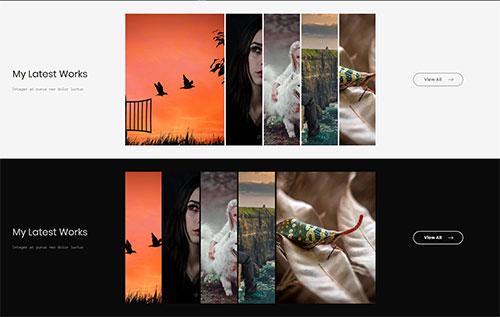 My Latest Works
Integer at purus nec dolor luctus
View All
My Latest Works
Integer at purus nec dolor luctus
View All